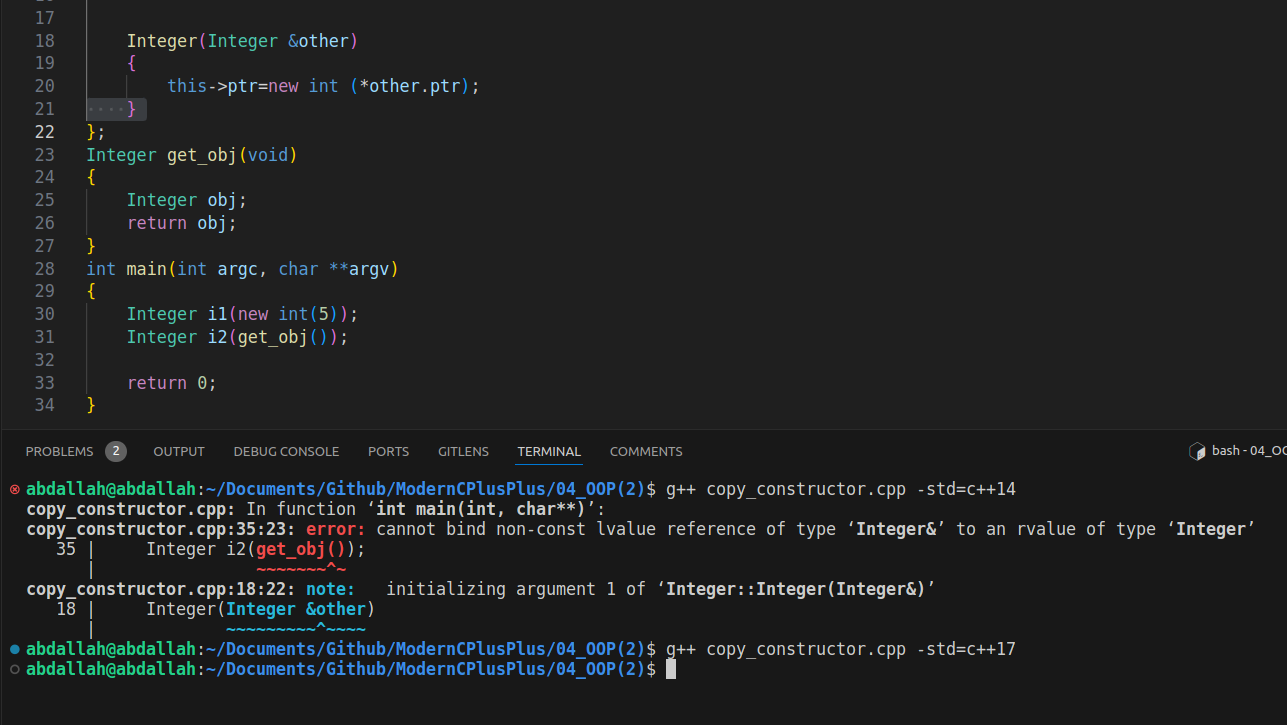 17
18 Integer(Integer &other)
19 {
20 this->ptr=new int (*other.ptr);
21 ····}
22 };
23 Integer get_obj(void)
24 {
25 Integer obj;
26 return obj;
27 }
28 int main(int argc, char **argv)
29 {
30 Integer i1(new int(5));
31 Integer i2(get_obj());
32
33 return 0;
34 }
PROBLEMS 2 OUTPUT DEBUG CONSOLE PORTS GITLENS TERMINAL COMMENTS bash - 04_OO
abdallah@abdallah:~/Documents/Github/ModernCPlusPlus/04_OOP(2)$ g++ copy_constructor.cpp -std=c++14
copy_constructor.cpp: In function ‘int main(int, char**)’:
copy_constructor.cpp:35:23: error: cannot bind non-const lvalue reference of type ‘Integer&’ to an rvalue of type ‘Integer’
35 | Integer i2(get_obj());
| ~~~~~~~^~
copy_constructor.cpp:18:22: note: initializing argument 1 of ‘Integer::Integer(Integer&)’
18 | Integer(Integer &other)
| ~~~~~~~~~^~~~~
abdallah@abdallah:~/Documents/Github/ModernCPlusPlus/04_OOP(2)$ g++ copy_constructor.cpp -std=c++17
abdallah@abdallah:~/Documents/Github/ModernCPlusPlus/04_OOP(2)$